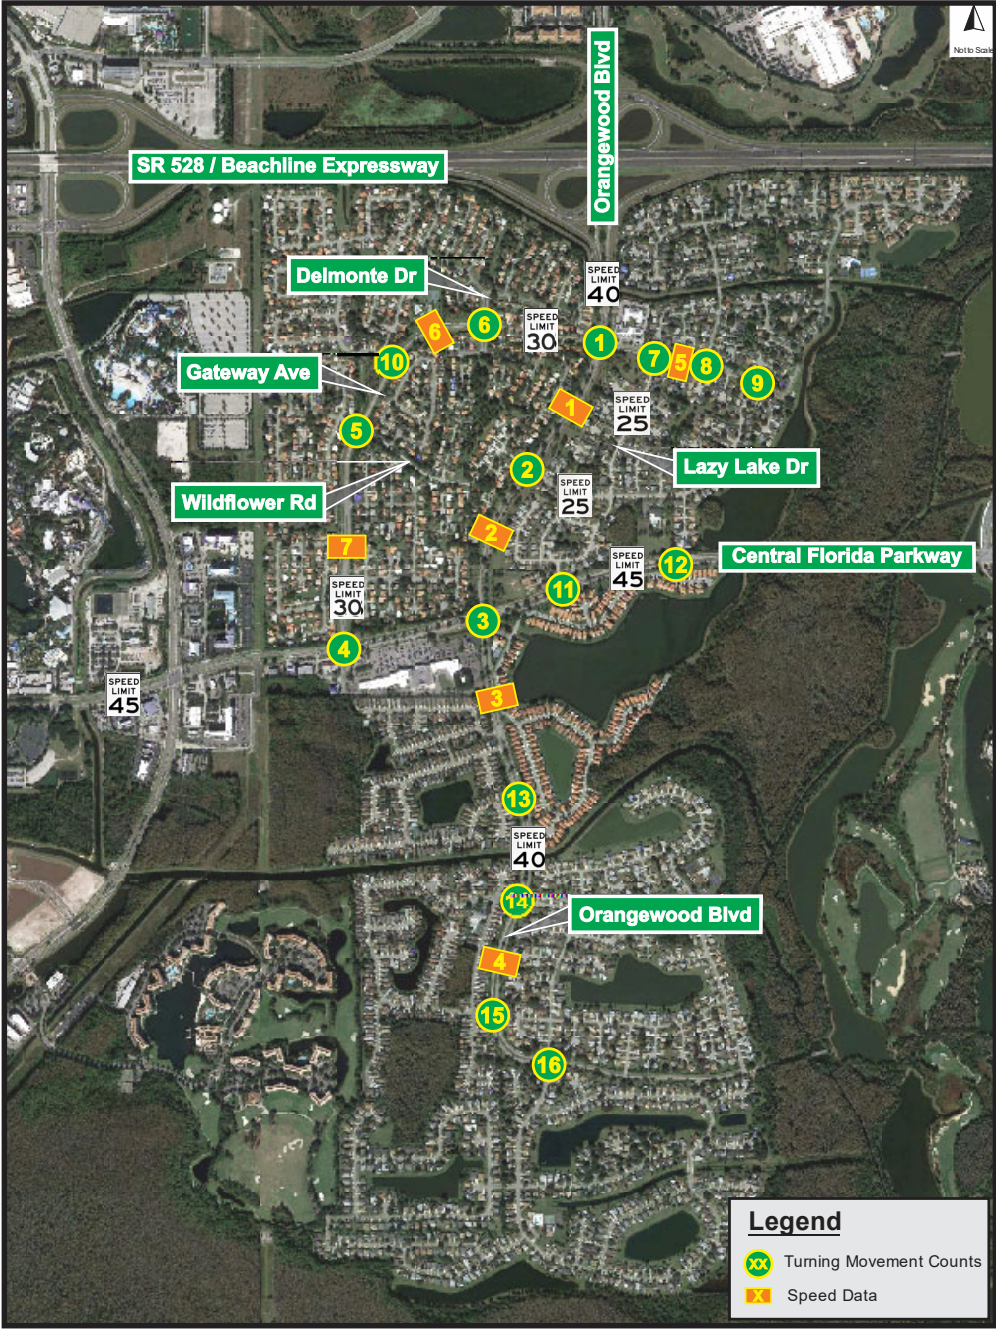 Not to Scale
Orangewood Blvd
SR 528 / Beachline Expressway
Delmonte Dr
SPEED
LIMIT
40
6
6
SPEED
LIMIT
30
1
7
5
8
9
10
Gateway Ave
1
SPEED
LIMIT
25
5
2
Lazy Lake Dr
Wildflower Rd
SPEED
LIMIT
25
2
7
Central Florida Parkway
SPEED
LIMIT
45
12
11
SPEED
LIMIT
30
3
4
SPEED
LIMIT
45
3
13
SPEED
LIMIT
40
14
Orangewood Blvd
4
15
16
Legend
XX Turning Movement Counts
X Speed Data